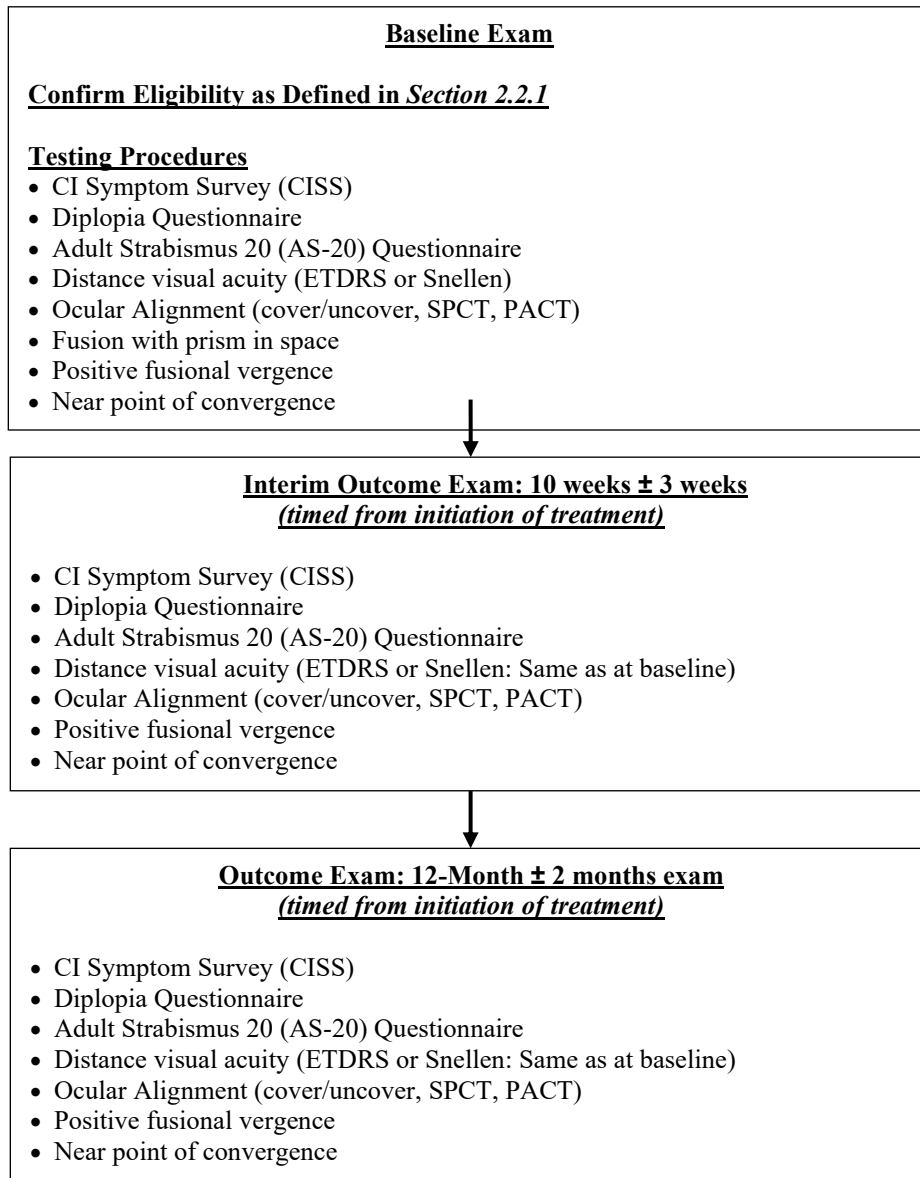 Baseline Exam
Confirm Eligibility as Defined in Section 2.2.1
Testing Procedures
• CI Symptom Survey (CISS)
• Diplopia Questionnaire
• Adult Strabismus 20 (AS-20) Questionnaire
• Distance visual acuity (ETDRS or Snellen)
• Ocular Alignment (cover/uncover, SPCT, PACT)
• Fusion with prism in space
• Positive fusional vergence
• Near point of convergence
Interim Outcome Exam: 10 weeks ± 3 weeks
(timed from initiation of treatment)
• CI Symptom Survey (CISS)
• Diplopia Questionnaire
• Adult Strabismus 20 (AS-20) Questionnaire
• Distance visual acuity (ETDRS or Snellen: Same as at baseline)
• Ocular Alignment (cover/uncover, SPCT, PACT)
• Positive fusional vergence
• Near point of convergence
Outcome Exam: 12-Month ± 2 months exam
(timed from initiation of treatment)
• CI Symptom Survey (CISS)
• Diplopia Questionnaire
• Adult Strabismus 20 (AS-20) Questionnaire
• Distance visual acuity (ETDRS or Snellen: Same as at baseline)
• Ocular Alignment (cover/uncover, SPCT, PACT)
• Positive fusional vergence
• Near point of convergence